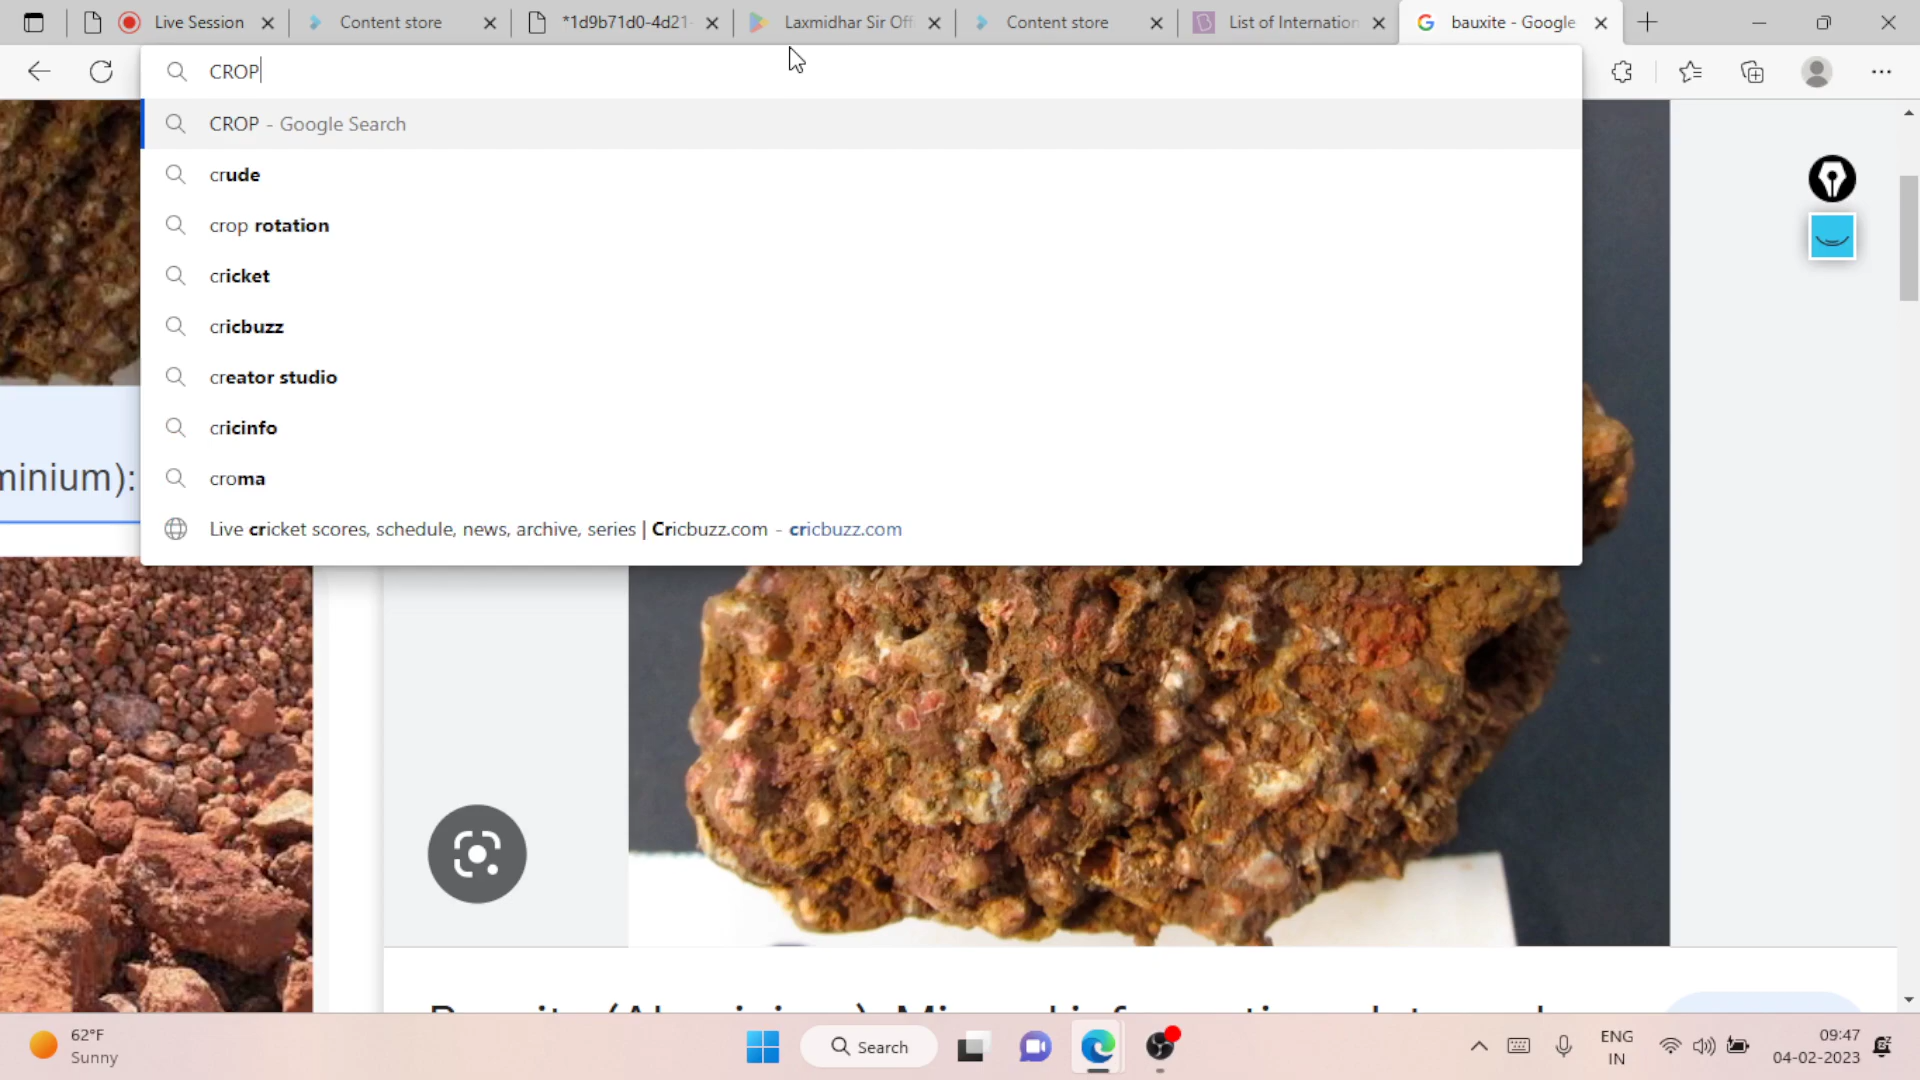 Live Session
Content store
*1d9b71d0-4d21-
Laxmidhar Sir Off
Content store
List of Internation
bauxite - Google
CROP
CROP - Google Search
crude
crop rotation
cricket
cricbuzz
creator studio
cricinfo
croma
Live cricket scores, schedule, news, archive, series | Cricbuzz.com - cricbuzz.com
minium):
62°F
Sunny
Search
ENG
IN
09:47
04-02-2023